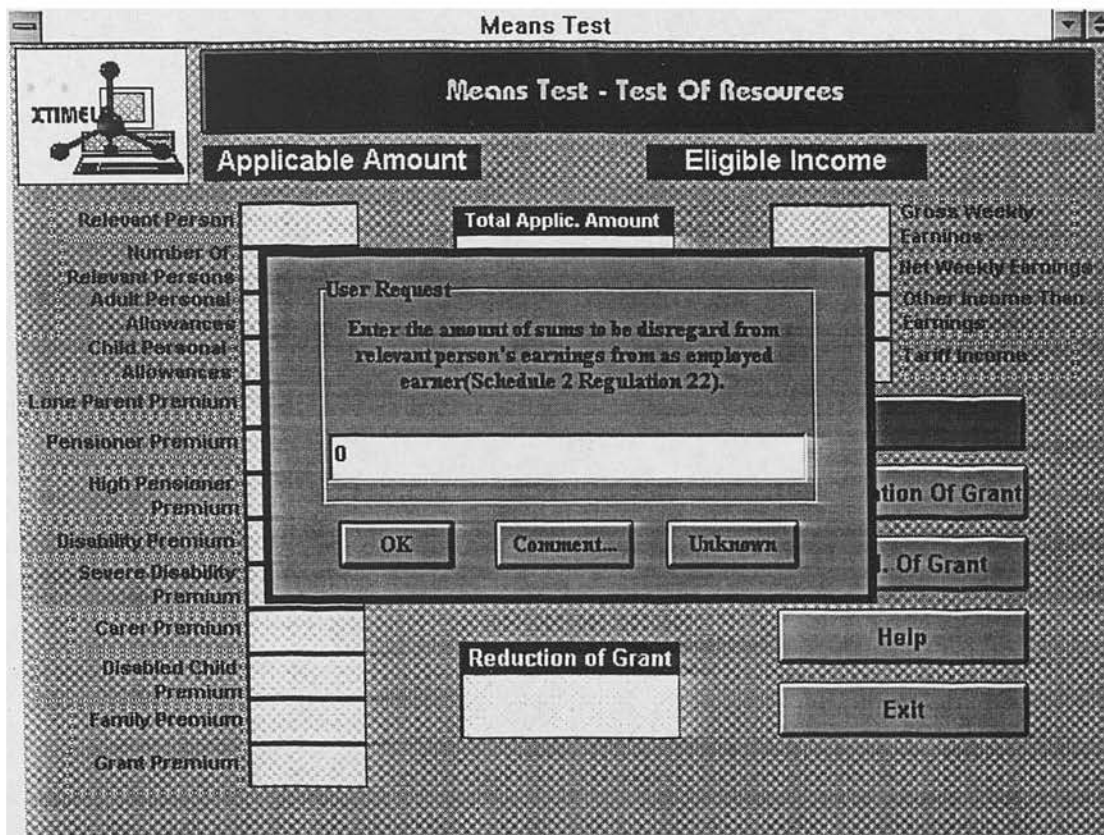 Means Test
XTIMEL
Means Test - Test Of Resources
Applicable Amount
Eligible Income
Relevant Person
Number Of
Relevant Persons
Adult Personal
Allowances
Child Personal
Allowances
Lone Parent Premium
Pensioner Premium
High Pensioner
Premium
Disability Premium
Severe Disability
Premium
Carer Premium
Disabled Child
Premium
Family Premium
Grant Premium
Total Applic. Amount
Gross Weekly
Earnings
Net Weekly Earnings
Other Income Then
Earnings
Tariff Income
User Request
Enter the amount of sums to be disregard from
relevant person's earnings from as employed
earner(Schedule 2 Regulation 22).
0
OK
Comment...
Unknown
Of Grant
. Of Grant
Reduction of Grant
Help
Exit